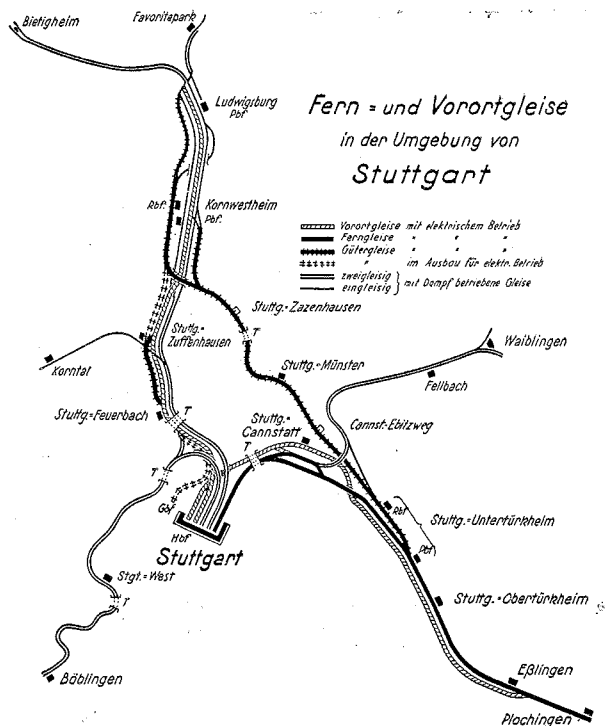 Bietigheim
Favoritepark
Ludwigsburg
Pbf
Fern = und Vorortgleise
in der Umgebung von
Stuttgart
Rbf.
Kornwestheim
Pbf.
Vorortgleise mit elektrischem Betrieb
Ferngleise " " "
Gütergleise " " "
" im Ausbau für elektr. Betrieb
zweigleisig
eingleisig
mit Dampf betriebene Gleise
Stuttg.=Zazenhausen
T
Stuttg.=
Zuffenhausen
Waiblingen
Korntal
Stuttg.=Münster
Fellbach
Stuttg.=Feuerbach
T
Stuttg.=
Cannstatt
Cannst.-Ebitzweg
T
T
Gbf
Rbf
Stuttg.=Untertürkheim
Hbf
Pbf
Stuttgart
Stgt.=West
T
Stuttg.=Obertürkheim
Eßlingen
Böblingen
Plochingen